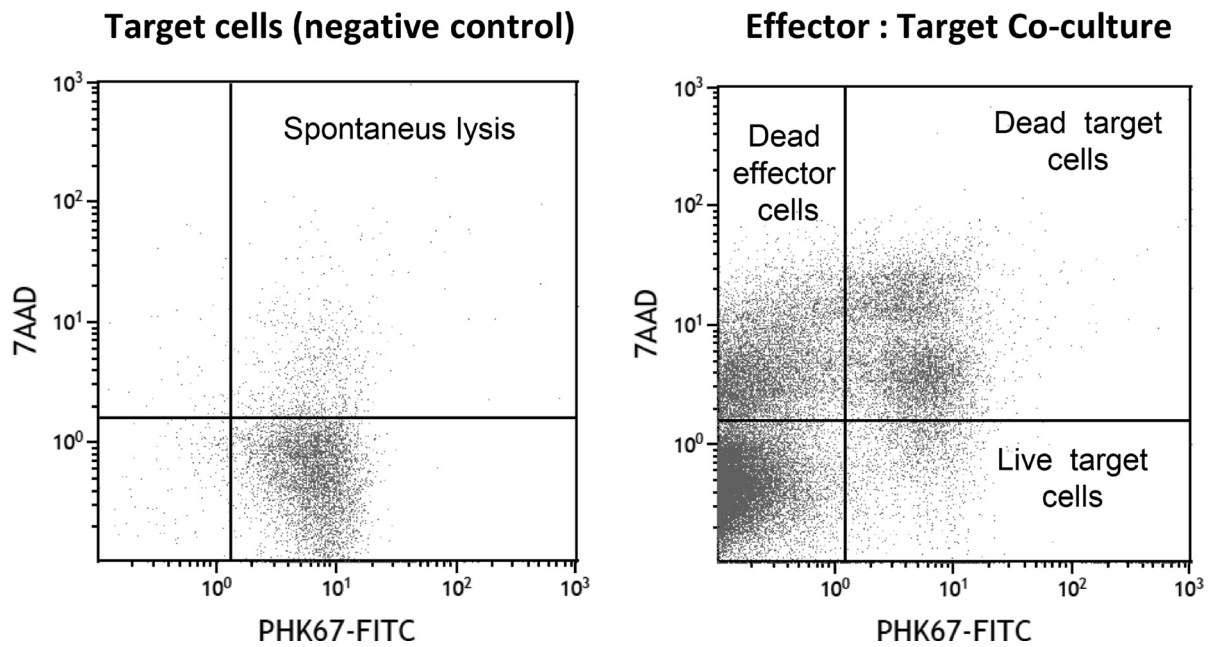 Target cells (negative control)
Effector : Target Co-culture
10³
10²
10¹
10⁰
7AAD
Spontaneus lysis
10⁰ 10¹ 10² 10³
PHK67-FITC
10³
10²
10¹
10⁰
7AAD
Dead
effector
cells
Dead target
cells
Live target
cells
10⁰ 10¹ 10² 10³
PHK67-FITC